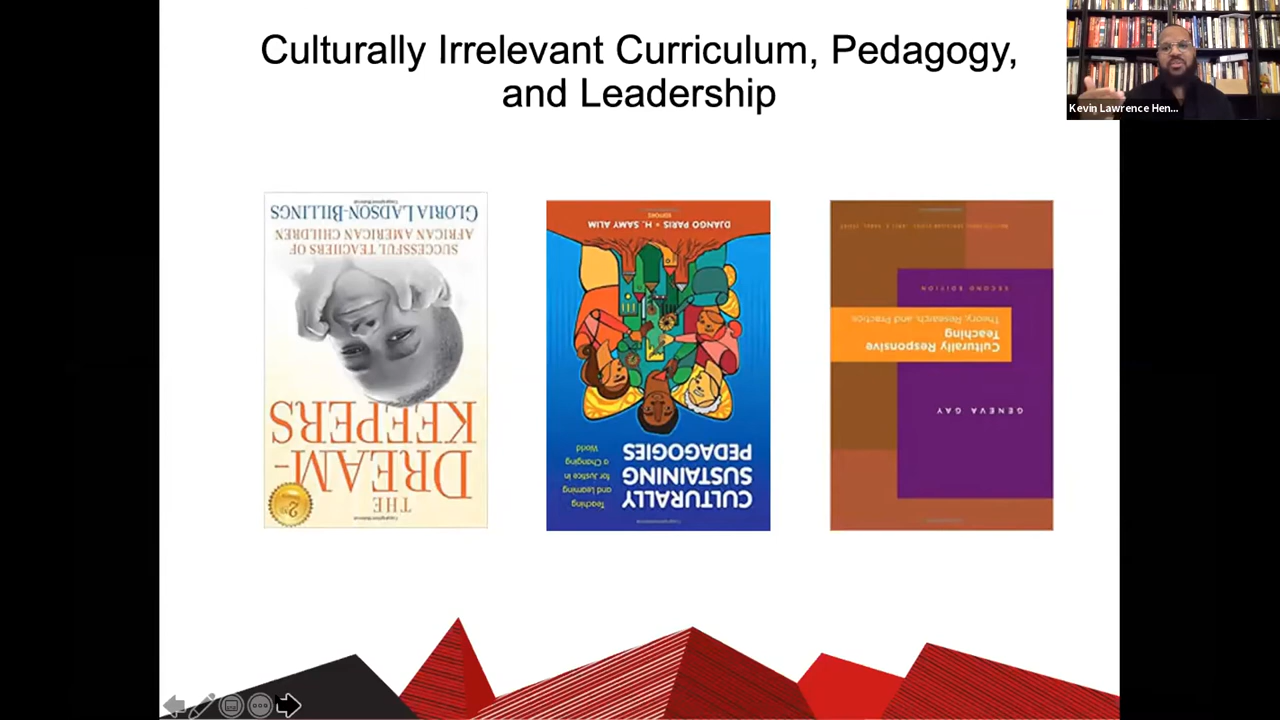 Culturally Irrelevant Curriculum, Pedagogy,
and Leadership
Kevin Lawrence Hen...
THE
DREAM-
KEEPERS
SUCCESSFUL TEACHERS OF
AFRICAN AMERICAN CHILDREN
GLORIA LADSON-BILLINGS
CULTURALLY
SUSTAINING
PEDAGOGIES
Teaching
and Learning
for Justice in
a Changing
World
DJANGO PARIS • H. SAMY ALIM
EDITORS
GENEVA GAY
Culturally Responsive
Teaching
Theory, Research, and Practice
SECOND EDITION